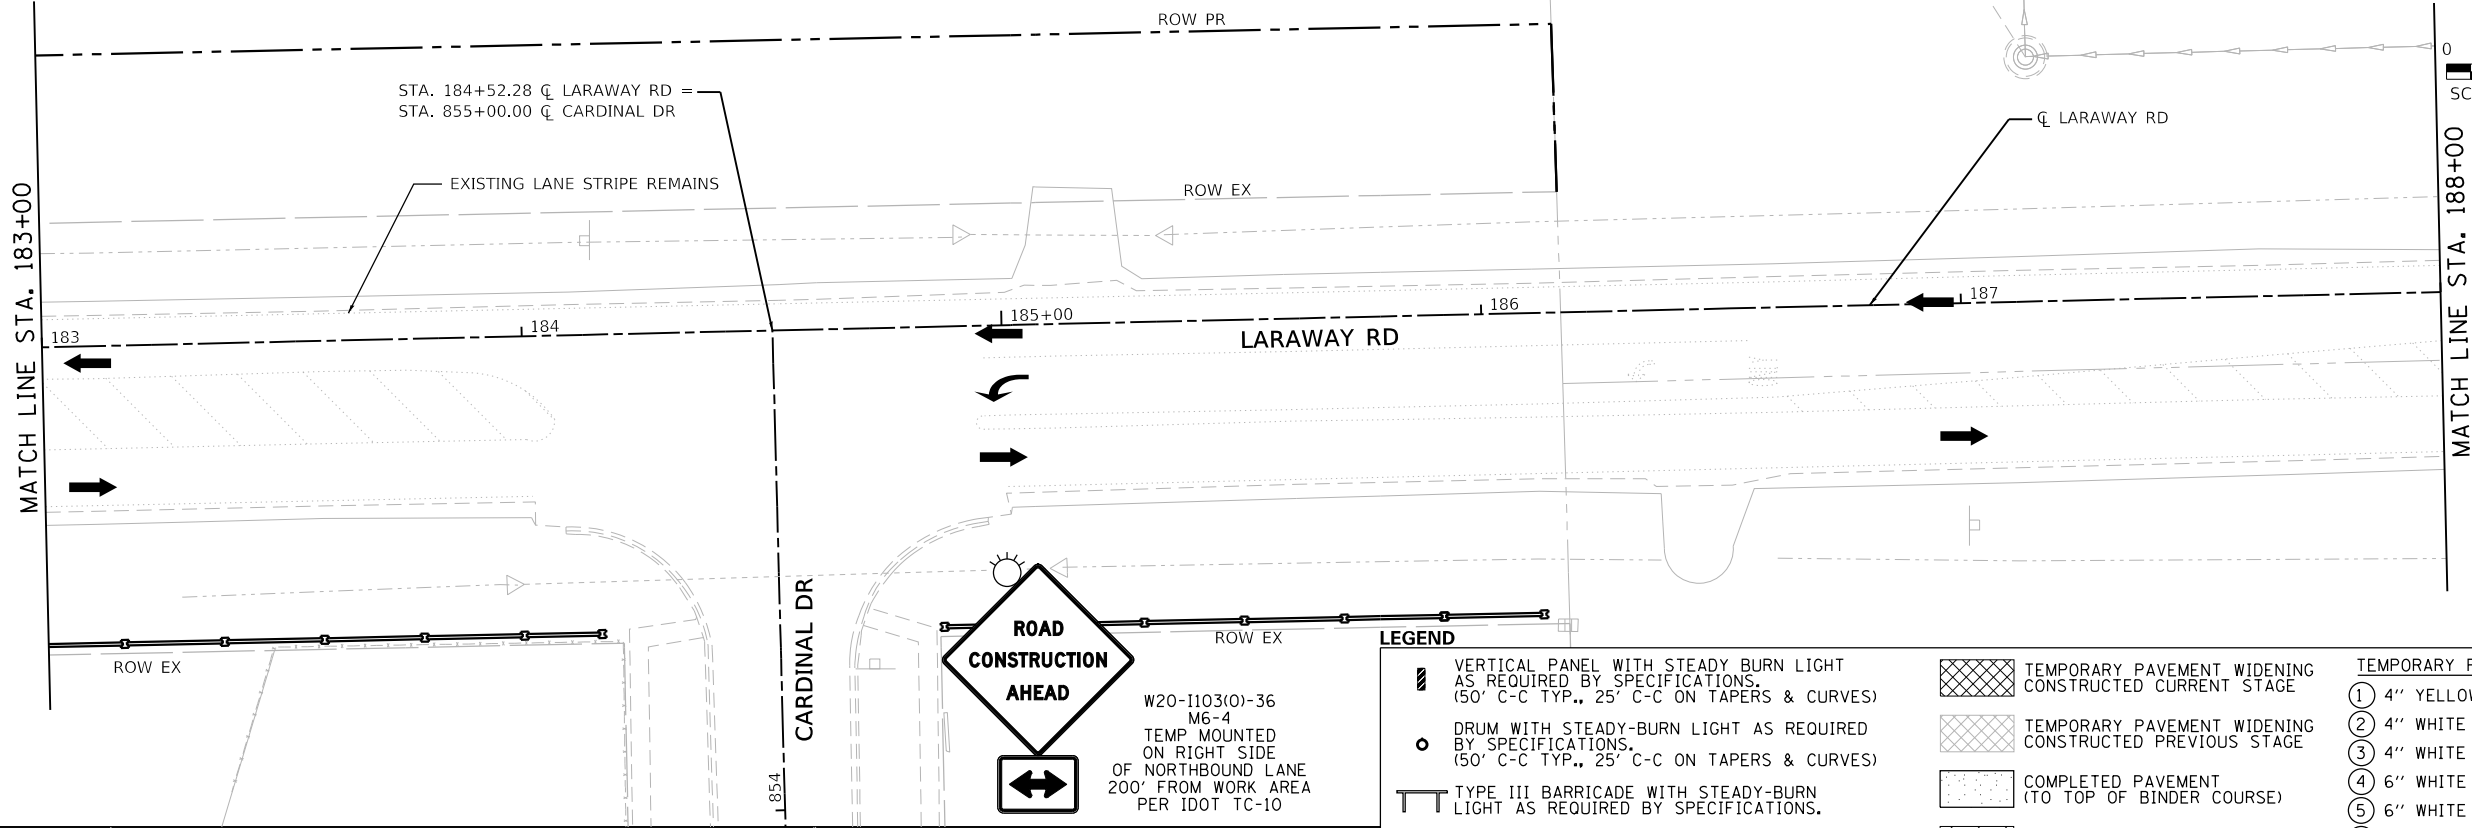 ROW PR
STA. 184+52.28 ℄ LARAWAY RD =
STA. 855+00.00 ℄ CARDINAL DR
EXISTING LANE STRIPE REMAINS
ROW EX
℄ LARAWAY RD
0
MATCH LINE STA. 183+00
MATCH LINE STA. 188+00
183
184
185+00
186
187
LARAWAY RD
CARDINAL DR
854
ROW EX
ROW EX
ROAD
CONSTRUCTION
AHEAD
W20-I103(0)-36
M6-4
TEMP MOUNTED
ON RIGHT SIDE
OF NORTHBOUND LANE
200' FROM WORK AREA
PER IDOT TC-10
LEGEND
VERTICAL PANEL WITH STEADY BURN LIGHT
AS REQUIRED BY SPECIFICATIONS.
(50' C-C TYP., 25' C-C ON TAPERS & CURVES)
DRUM WITH STEADY-BURN LIGHT AS REQUIRED
BY SPECIFICATIONS.
(50' C-C TYP., 25' C-C ON TAPERS & CURVES)
TYPE III BARRICADE WITH STEADY-BURN
LIGHT AS REQUIRED BY SPECIFICATIONS.
TEMPORARY PAVEMENT WIDENING
CONSTRUCTED CURRENT STAGE
TEMPORARY PAVEMENT WIDENING
CONSTRUCTED PREVIOUS STAGE
COMPLETED PAVEMENT
(TO TOP OF BINDER COURSE)
TEMPORARY
1 4'' YELLOW
2 4'' WHITE
3 4'' WHITE
4 6'' WHITE
5 6'' WHITE